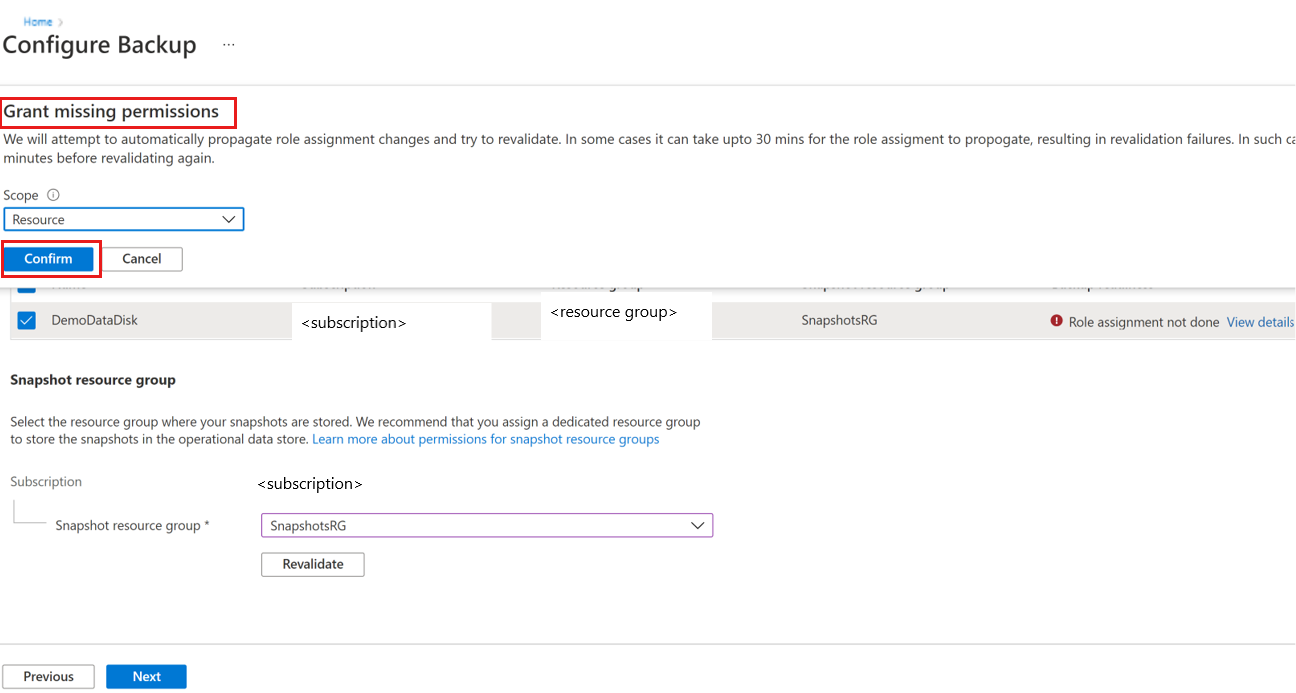 Home
Configure Backup ...
Grant missing permissions
We will attempt to automatically propagate role assignment changes and try to revalidate. In some cases it can take upto 30 mins for the role assigment to propogate, resulting in revalidation failures. In such
minutes before revalidating again.
Scope
Resource
Confirm Cancel
DemoDataDisk <subscription> <resource group> SnapshotsRG Role assignment not done View details
Snapshot resource group
Select the resource group where your snapshots are stored. We recommend that you assign a dedicated resource group
to store the snapshots in the operational data store. Learn more about permissions for snapshot resource groups
Subscription <subscription>
Snapshot resource group * SnapshotsRG
Revalidate
Previous Next